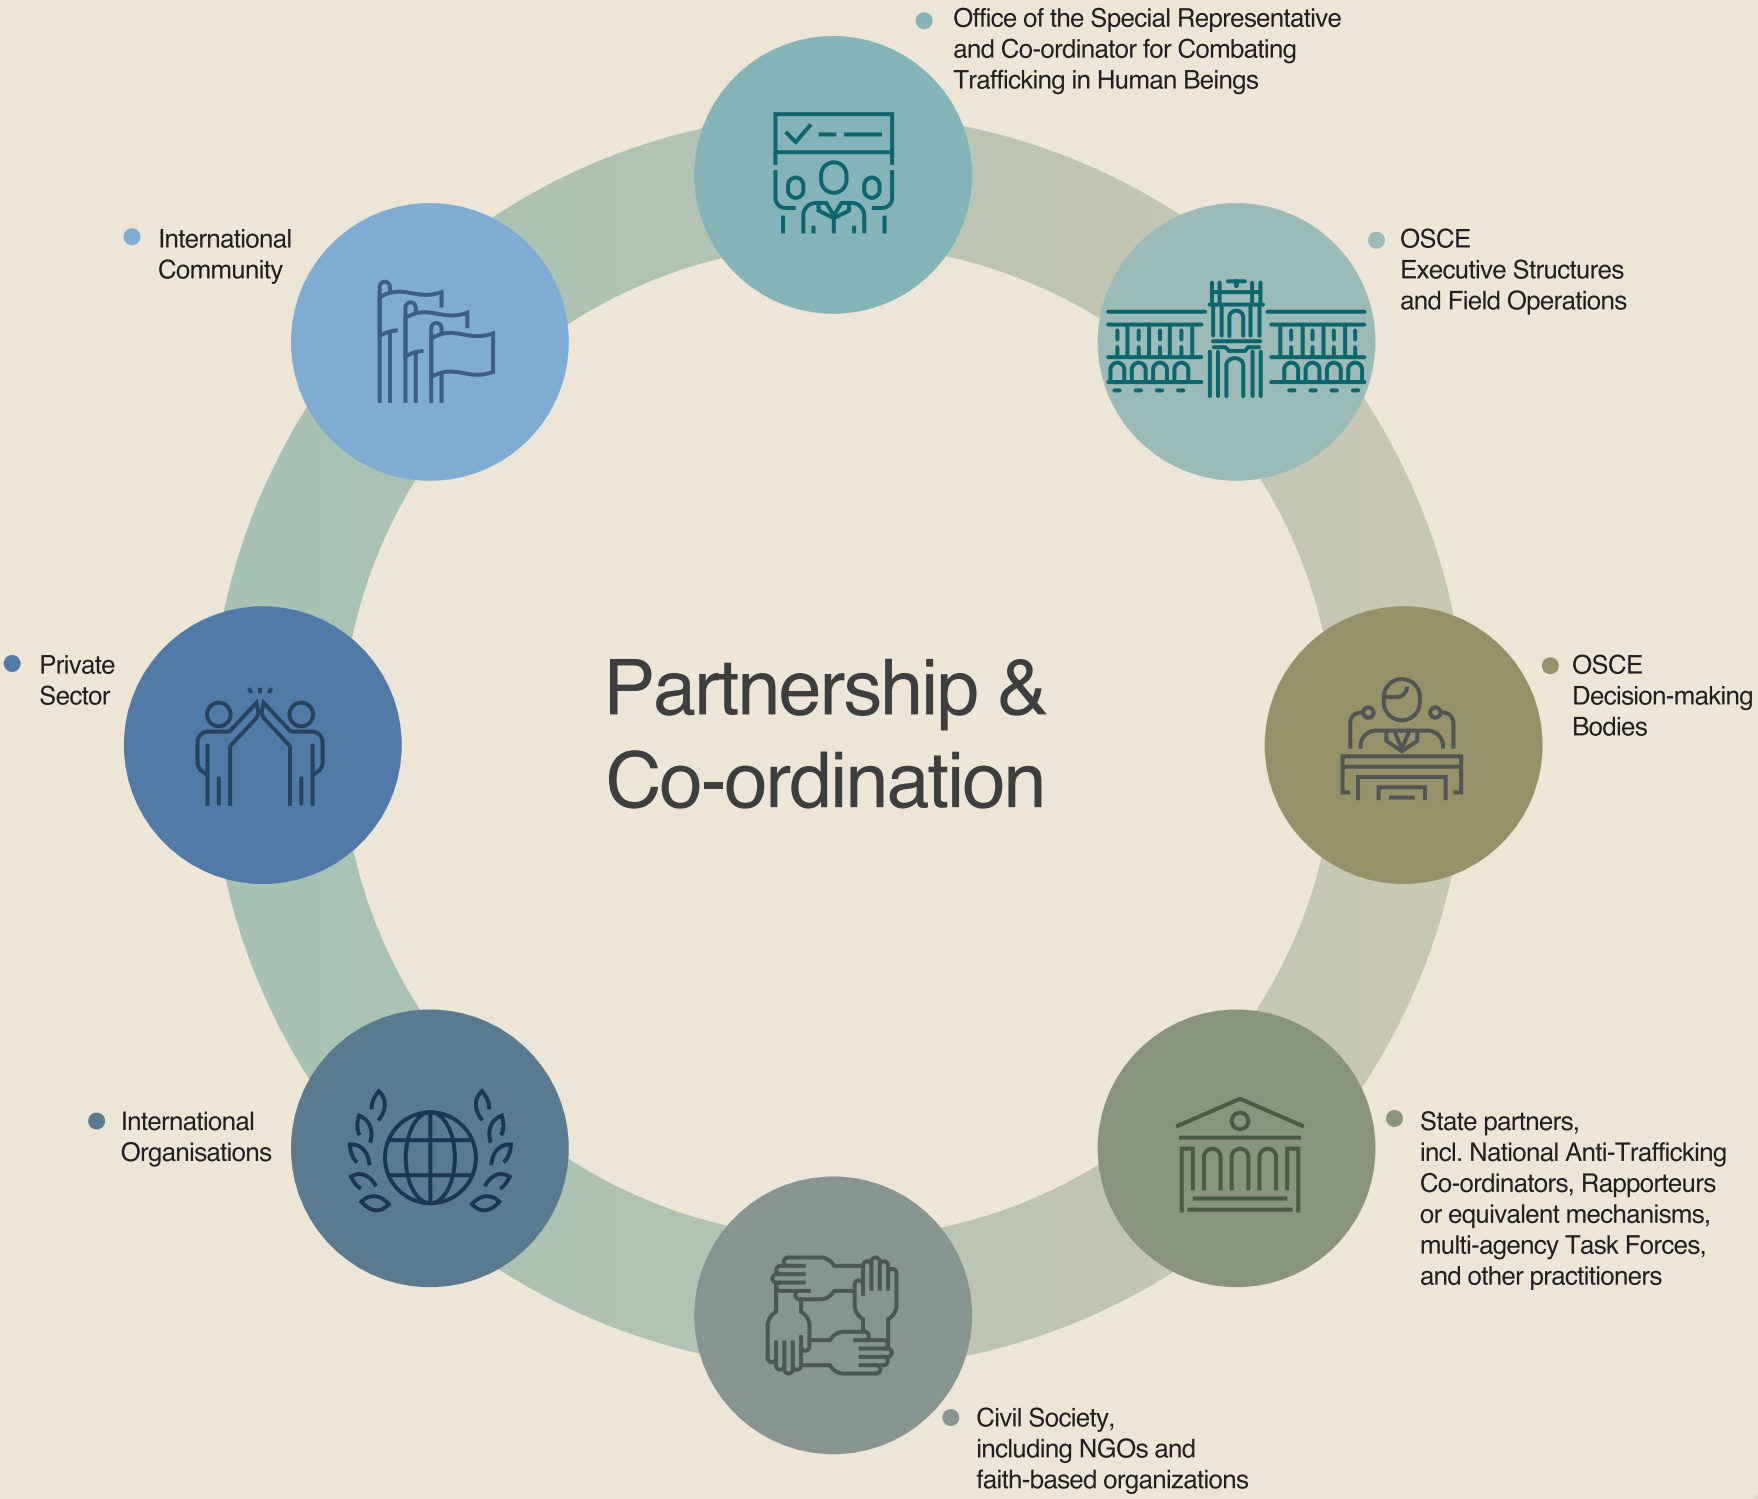 Office of the Special Representative
and Co-ordinator for Combating
Trafficking in Human Beings
International
Community
OSCE
Executive Structures
and Field Operations
Private
Sector
Partnership &
Co-ordination
OSCE
Decision-making
Bodies
International
Organisations
State partners,
incl. National Anti-Trafficking
Co-ordinators, Rapporteurs
or equivalent mechanisms,
multi-agency Task Forces,
and other practitioners
Civil Society,
including NGOs and
faith-based organizations